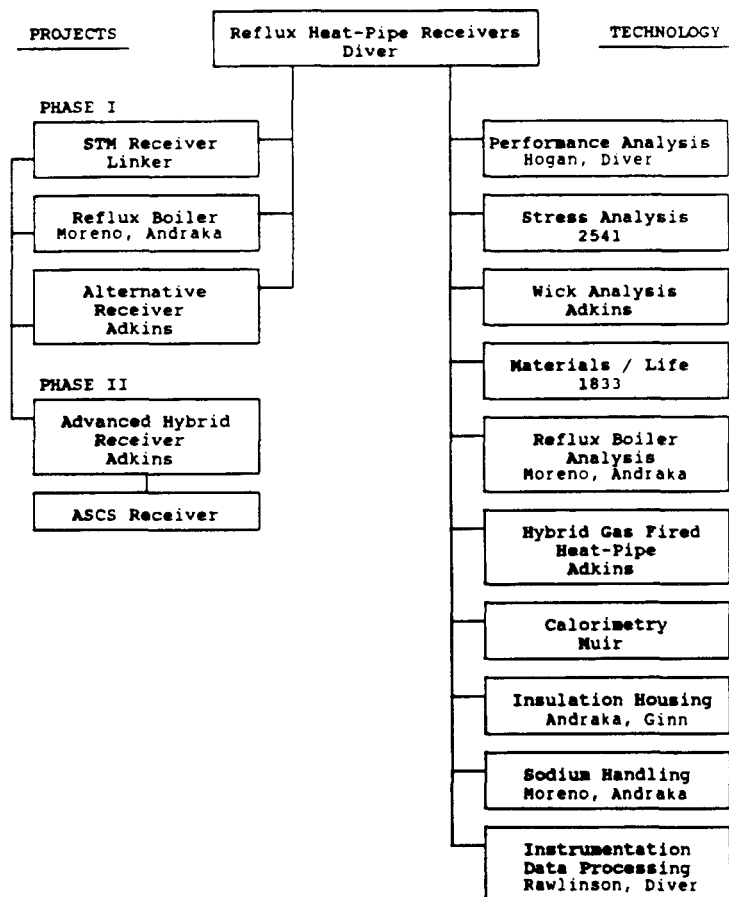 PROJECTS
Reflux Heat-Pipe Receivers
Diver
TECHNOLOGY
PHASE I
STM Receiver
Linker
Reflux Boiler
Moreno, Andraka
Alternative
Receiver
Adkins
PHASE II
Advanced Hybrid
Receiver
Adkins
ASCS Receiver
Performance Analysis
Hogan, Diver
Stress Analysis
2541
Wick Analysis
Adkins
Materials / Life
1833
Reflux Boiler
Analysis
Moreno, Andraka
Hybrid Gas Fired
Heat-Pipe
Adkins
Calorimetry
Muir
Insulation Housing
Andraka, Ginn
Sodium Handling
Moreno, Andraka
Instrumentation
Data Processing
Rawlinson, Diver